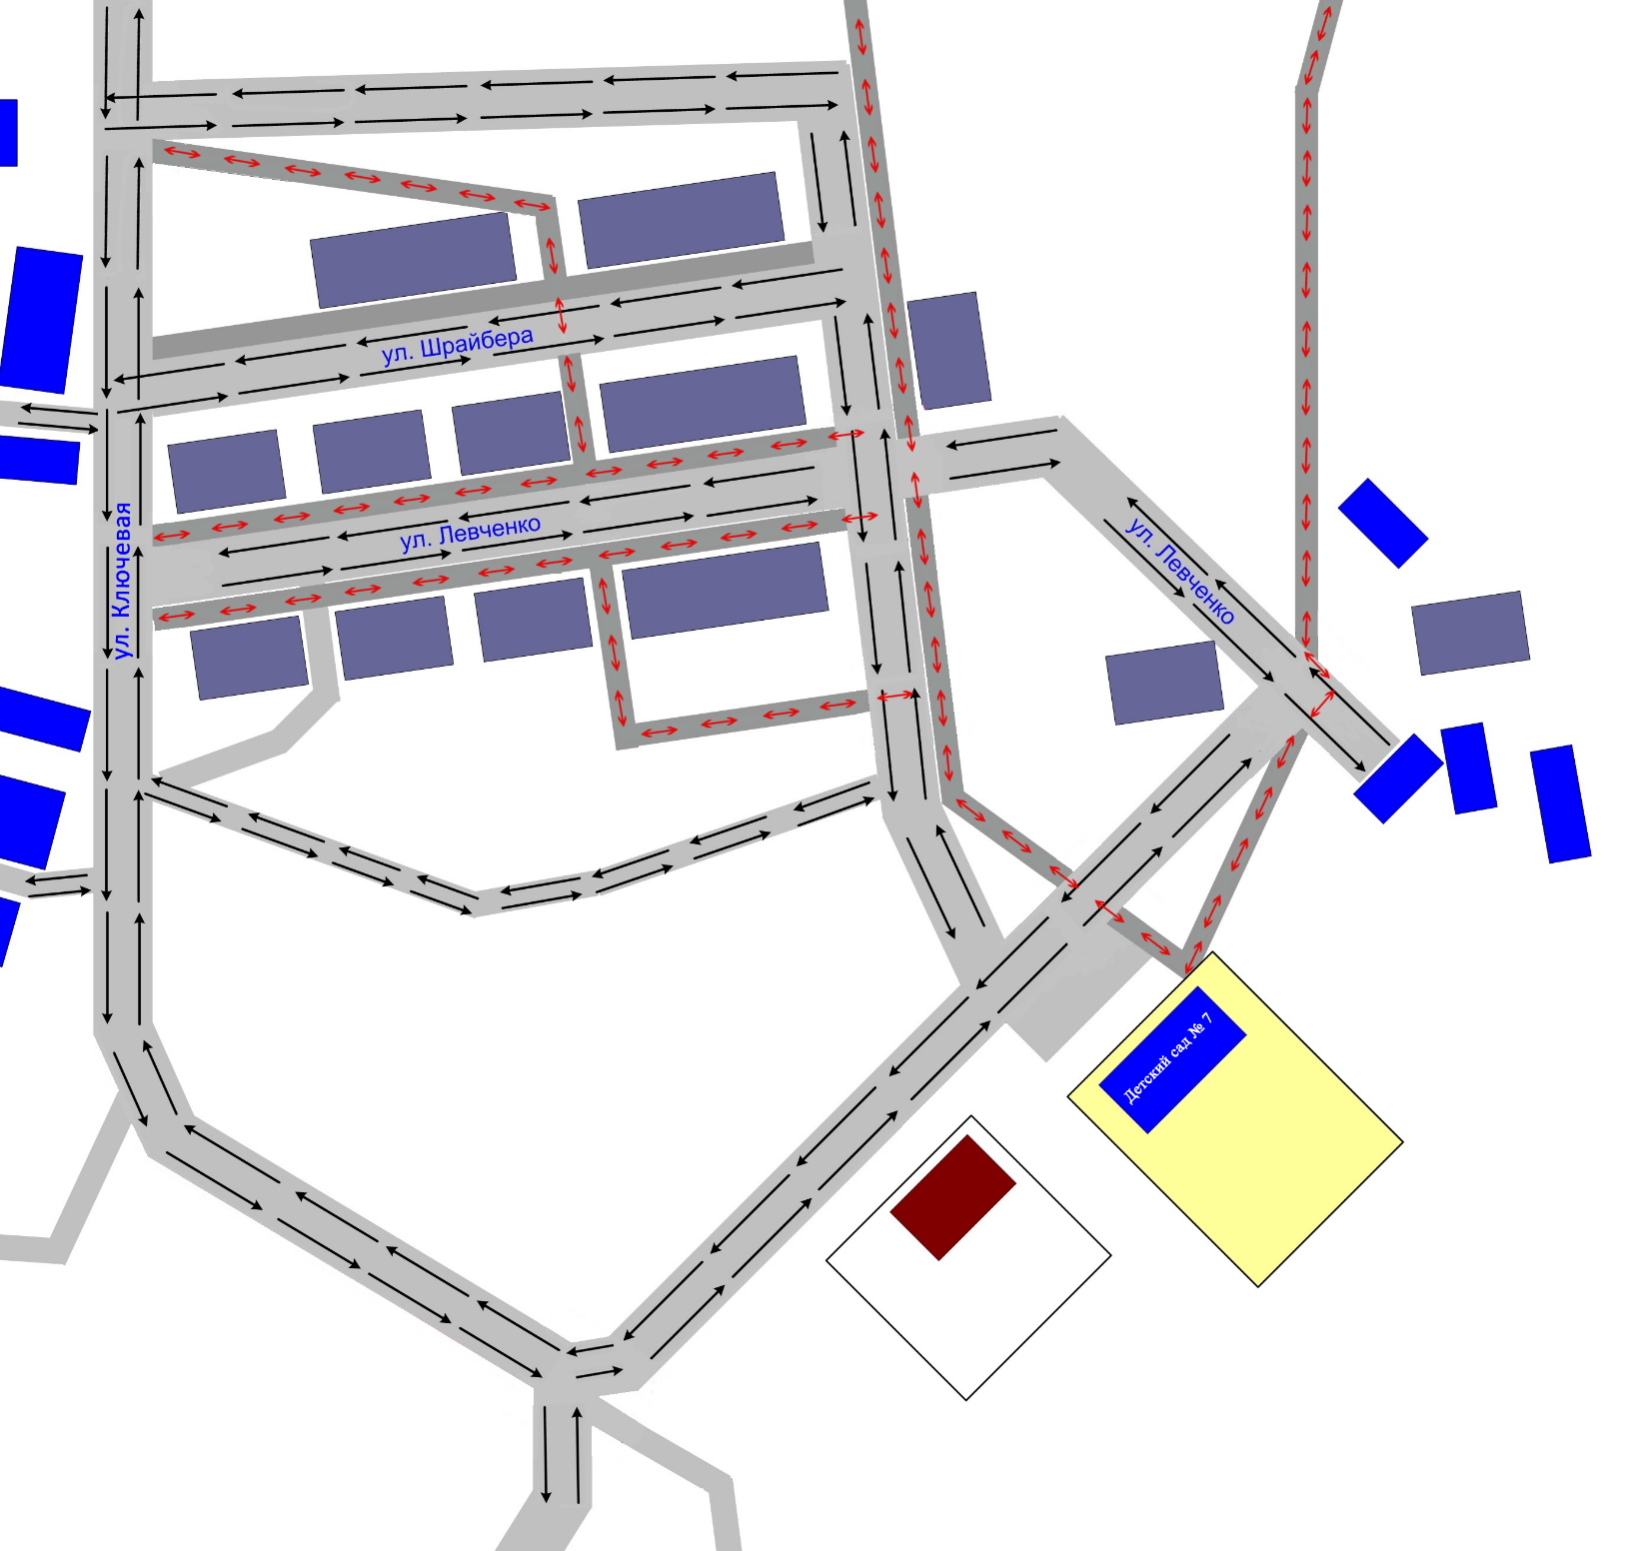 ул. Шрайбера
ул. Левченко
ул. Ключевая
ул. Левченко
Детский сад № 7